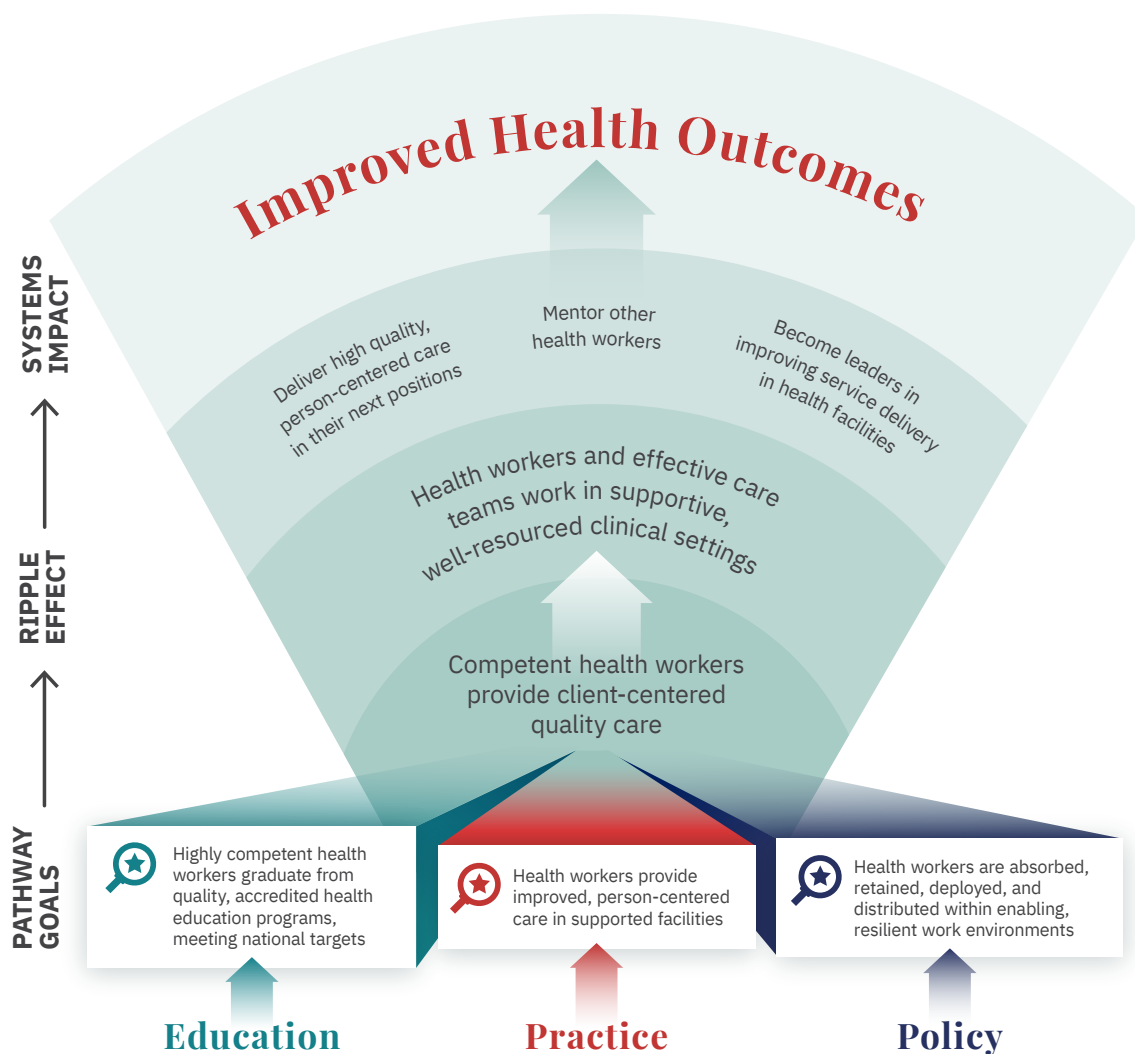 Improved Health Outcomes
SYSTEMS
IMPACT
Deliver high quality,
person-centered care
in their next positions
Mentor other
health workers
Become leaders in
improving service delivery
in health facilities
Health workers and effective care
teams work in supportive,
well-resourced clinical settings
RIPPLE
EFFECT
Competent health workers
provide client-centered
quality care
PATHWAY
GOALS
Highly competent health
workers graduate from
quality, accredited health
education programs,
meeting national targets
Health workers provide
improved, person-centered
care in supported facilities
Health workers are absorbed,
retained, deployed, and
distributed within enabling,
resilient work environments
Education
Practice
Policy